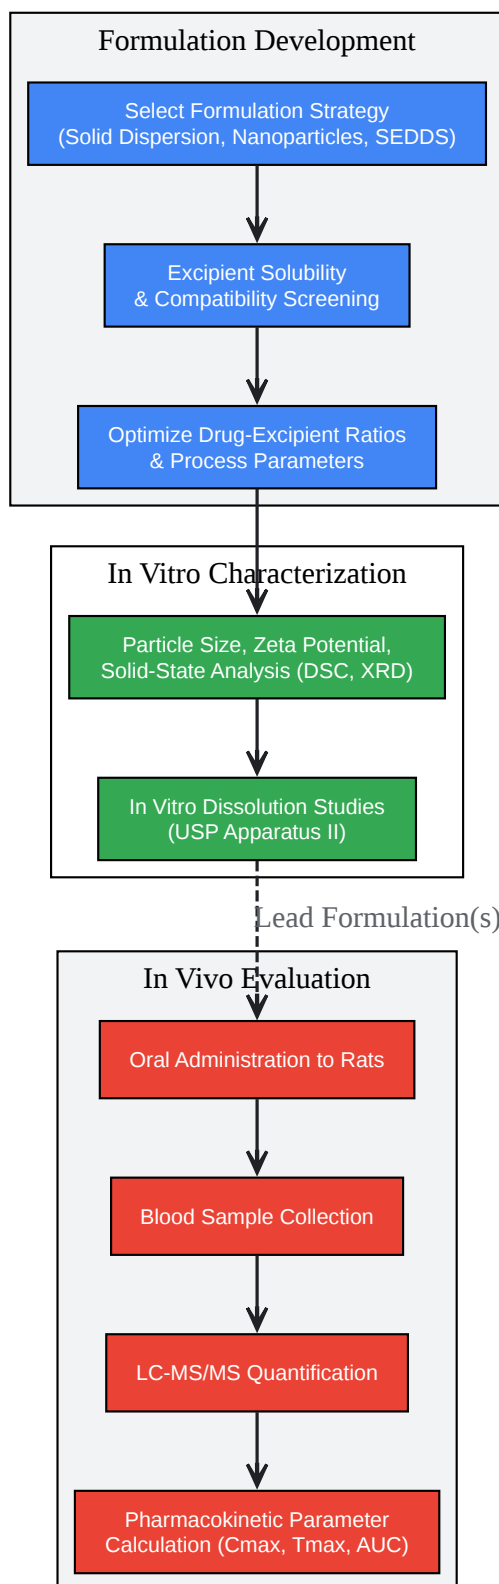 Formulation Development
Select Formulation Strategy
(Solid Dispersion, Nanoparticles, SEDDS)
Excipient Solubility
& Compatibility Screening
Optimize Drug-Excipient Ratios
& Process Parameters
In Vitro Characterization
Particle Size, Zeta Potential,
Solid-State Analysis (DSC, XRD)
In Vitro Dissolution Studies
(USP Apparatus II)
Lead Formulation(s)
In Vivo Evaluation
Oral Administration to Rats
Blood Sample Collection
LC-MS/MS Quantification
Pharmacokinetic Parameter
Calculation (Cmax, Tmax, AUC)